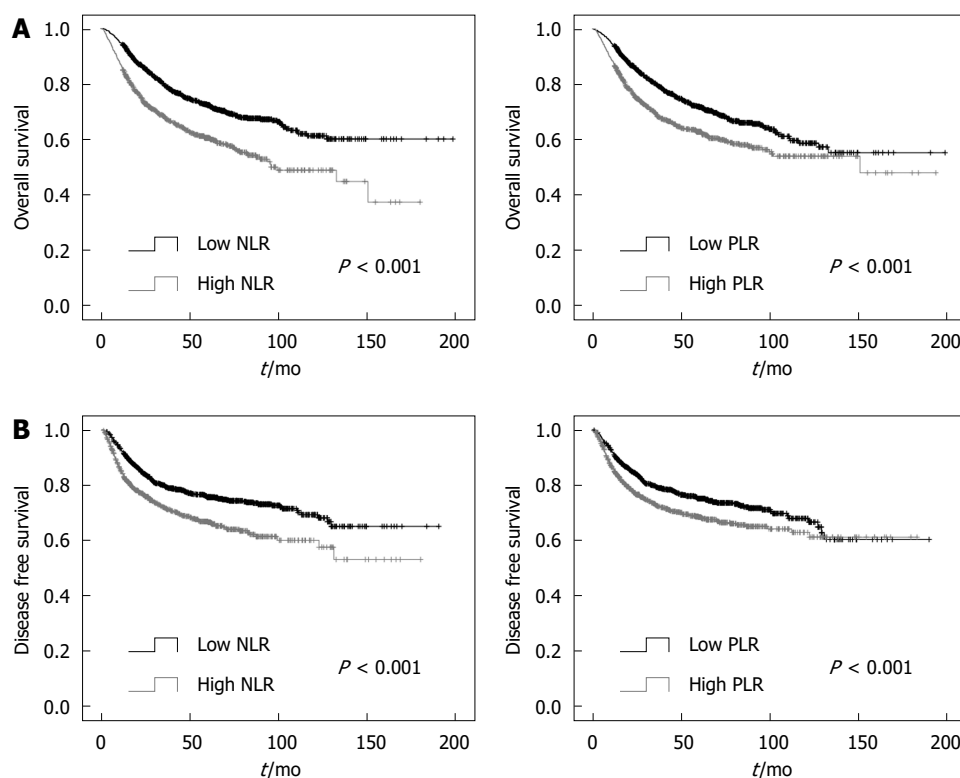 A
Overall survival
1.0
0.8
0.6
0.4
0.2
0.0
Low NLR
High NLR
P < 0.001
0 50 100 150 200
t/mo
Overall survival
1.0
0.8
0.6
0.4
0.2
0.0
Low PLR
High PLR
P < 0.001
0 50 100 150 200
t/mo
B
Disease free survival
1.0
0.8
0.6
0.4
0.2
0.0
Low NLR
High NLR
P < 0.001
0 50 100 150 200
t/mo
Disease free survival
1.0
0.8
0.6
0.4
0.2
0.0
Low PLR
High PLR
P < 0.001
0 50 100 150 200
t/mo